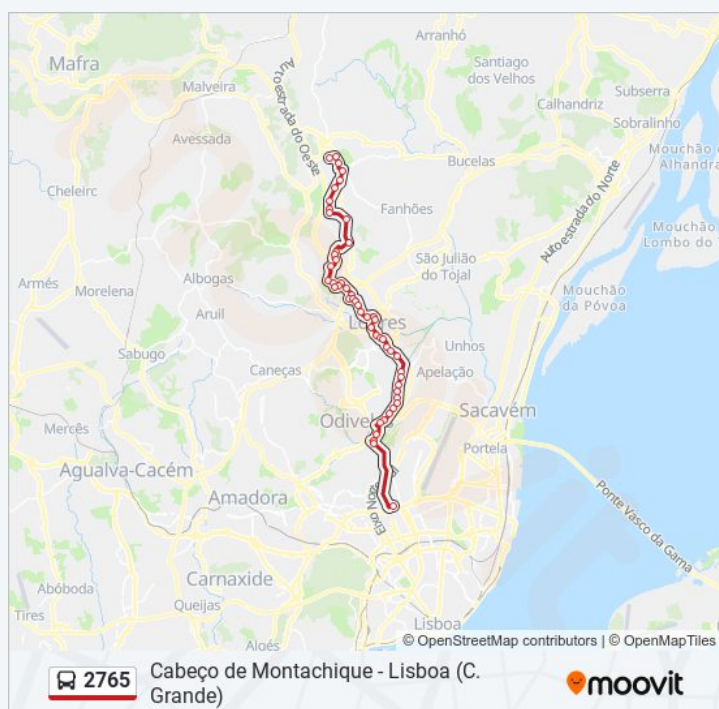 Arranhó
Mafra
Santiago
dos Velhos
Malveira
Subserra
Calhandriz
Sobralinho
Autoestrada do Oeste
Avessada
Mouchão
Alhandra
Bucelas
Cheleirc
Fanhões
Autoestrada do Norte
Mouchão
Lombo do T
São Julião
do Tojal
Albogas
Armés
Morelena
Mouchão
da Póvoa
Aruil
Loures
Sabugo
Unhos
Caneças
Apelação
Sacavém
Odivelas
Mercês
Portela
Agualva-Cacém
Amadora
Eixo N
Ponte Vasco da Gama
Carnaxide
Abóboda
Queijas
Tires
Lisboa
Aloés
© OpenStreetMap contributors | © OpenMapTiles
2765
Cabeço de Montachique - Lisboa (C.
Grande)
moovit